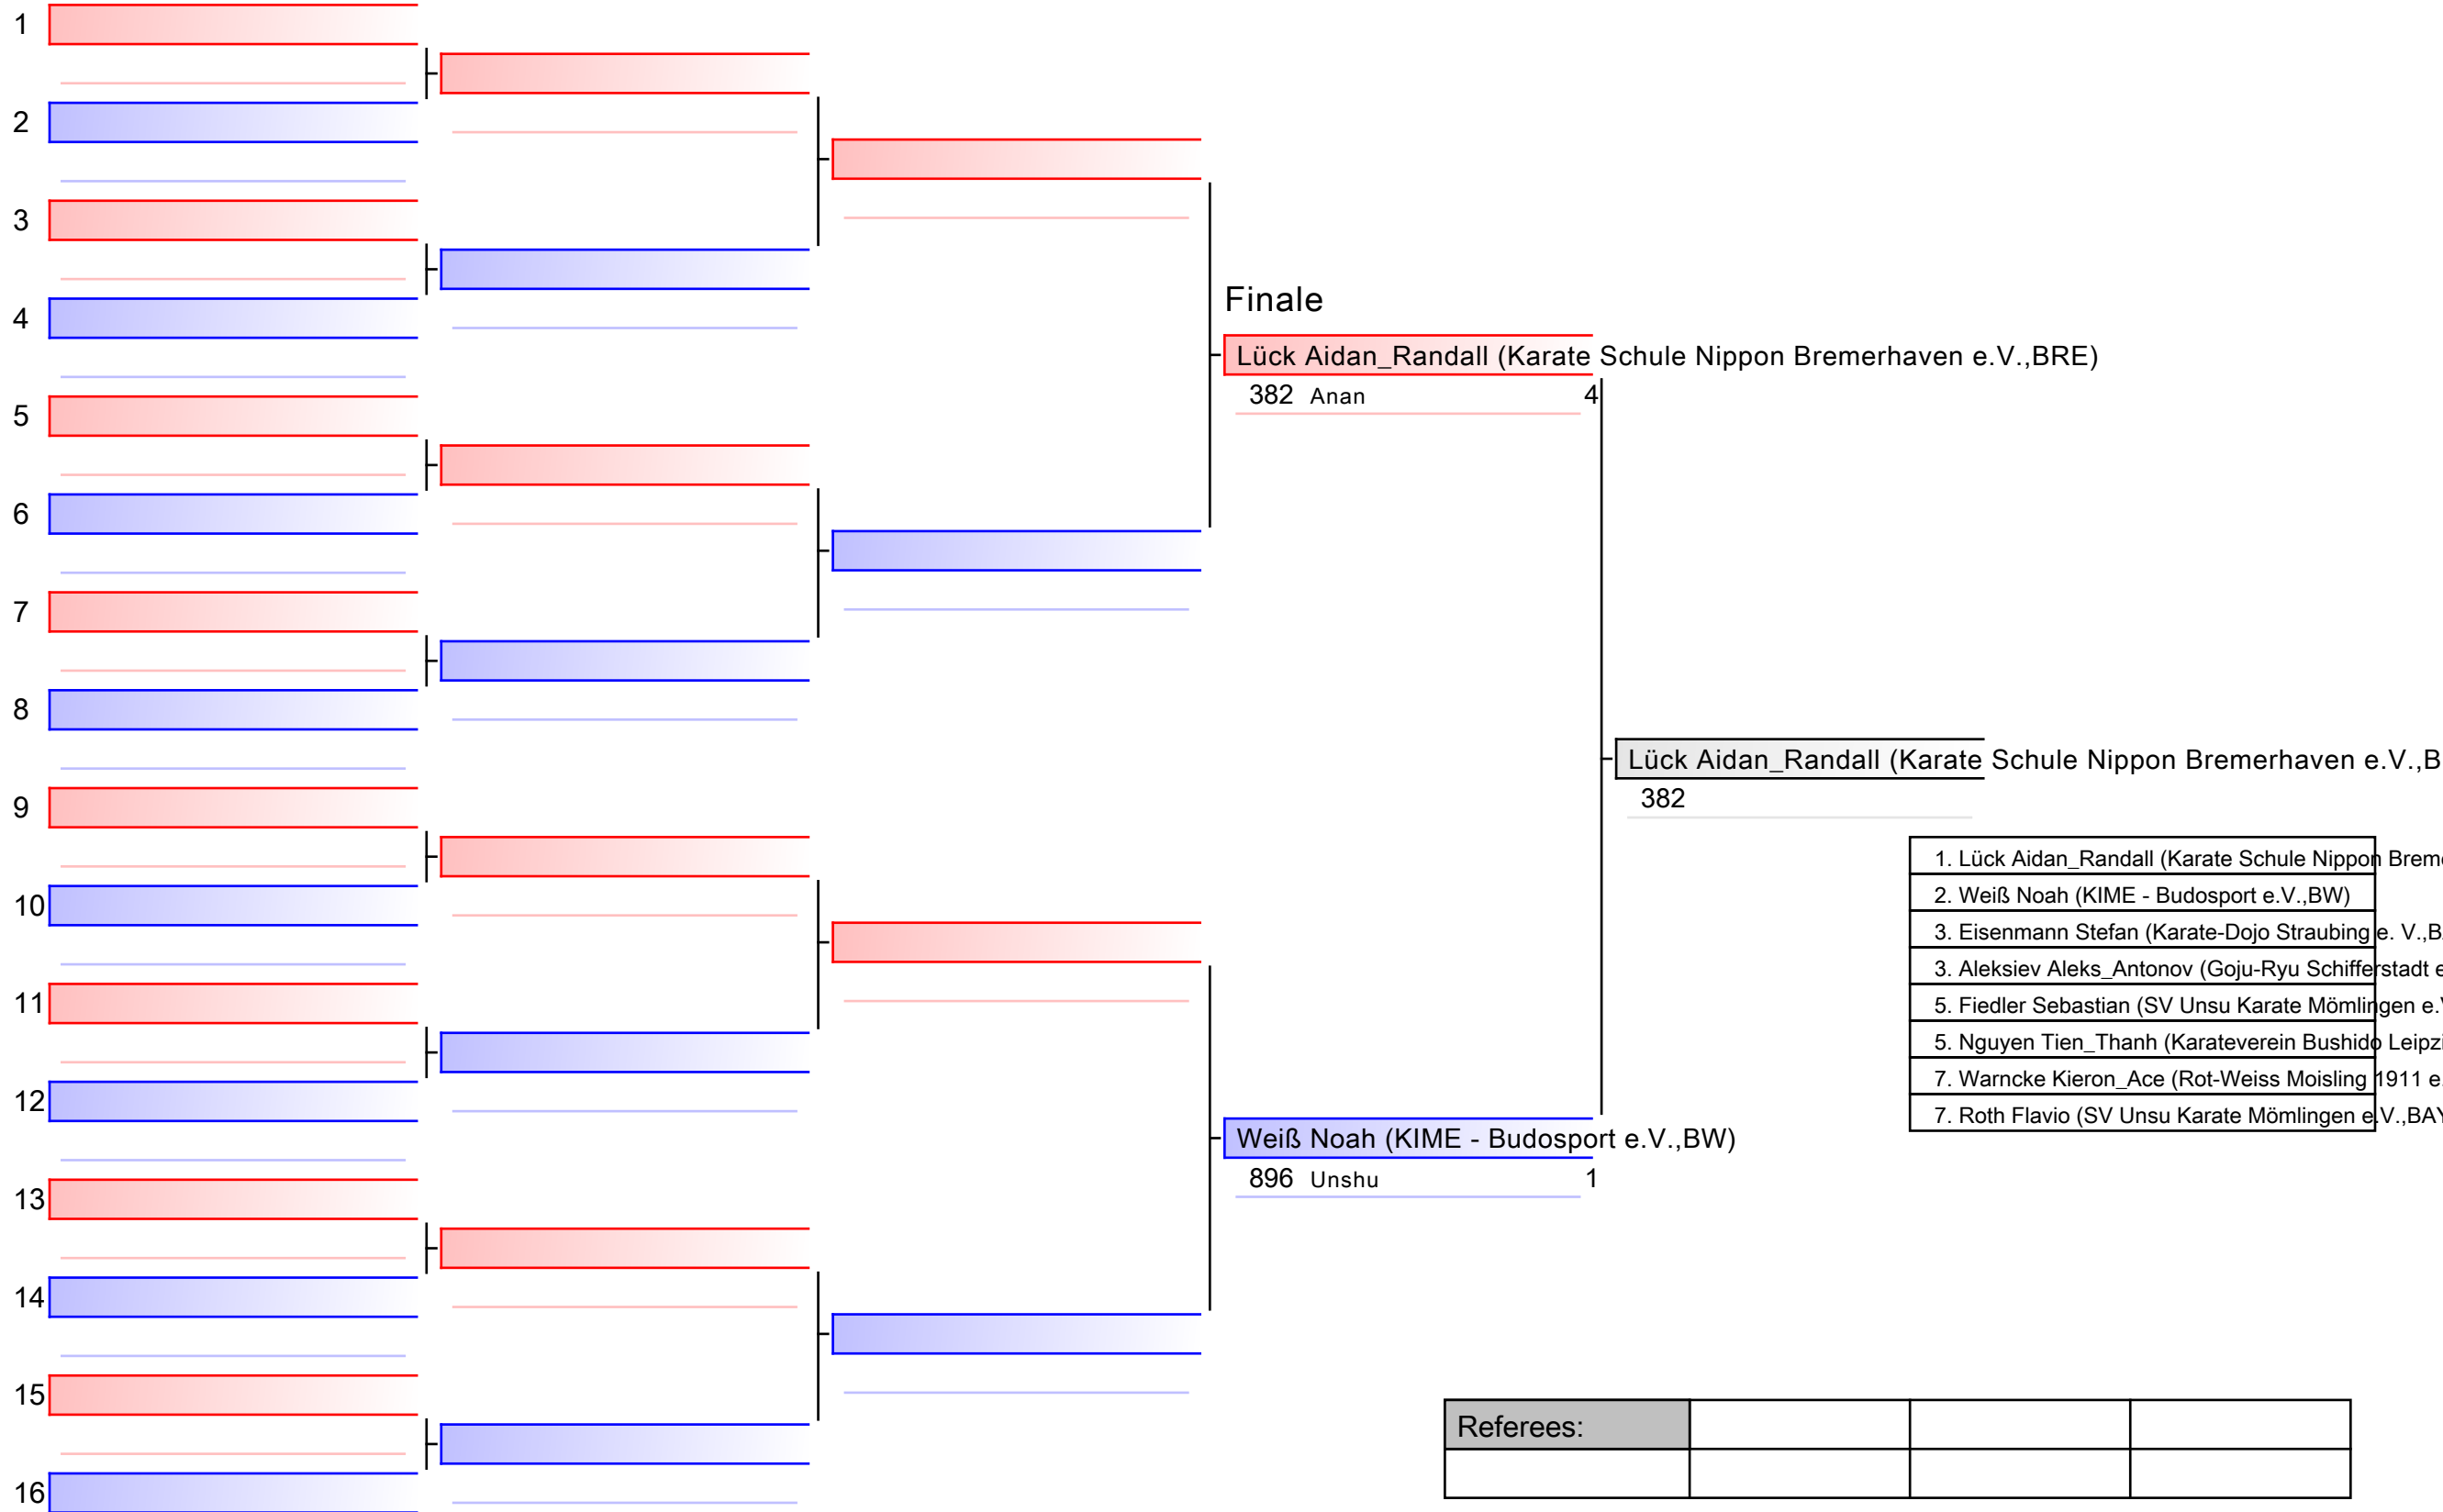 1
2
3
4
5
6
7
8
9
10
11
12
13
14
15
16
Finale
Lück Aidan_Randall (Karate Schule Nippon Bremerhaven e.V.,BRE)
382 Anan 4
Weiß Noah (KIME - Budosport e.V.,BW)
896 Unshu 1
Lück Aidan_Randall (Karate Schule Nippon Bremerhaven e.V.,B
382
1. Lück Aidan_Randall (Karate Schule Nippon Brem
2. Weiß Noah (KIME - Budosport e.V.,BW)
3. Eisenmann Stefan (Karate-Dojo Straubing e. V.,B
3. Aleksiev Aleks_Antonov (Goju-Ryu Schifferstadt e
5. Fiedler Sebastian (SV Unsu Karate Mömlingen e.V
5. Nguyen Tien_Thanh (Karateverein Bushido Leipzi
7. Warncke Kieron_Ace (Rot-Weiss Moisling 1911 e.
7. Roth Flavio (SV Unsu Karate Mömlingen e.V.,BAY
Referees: